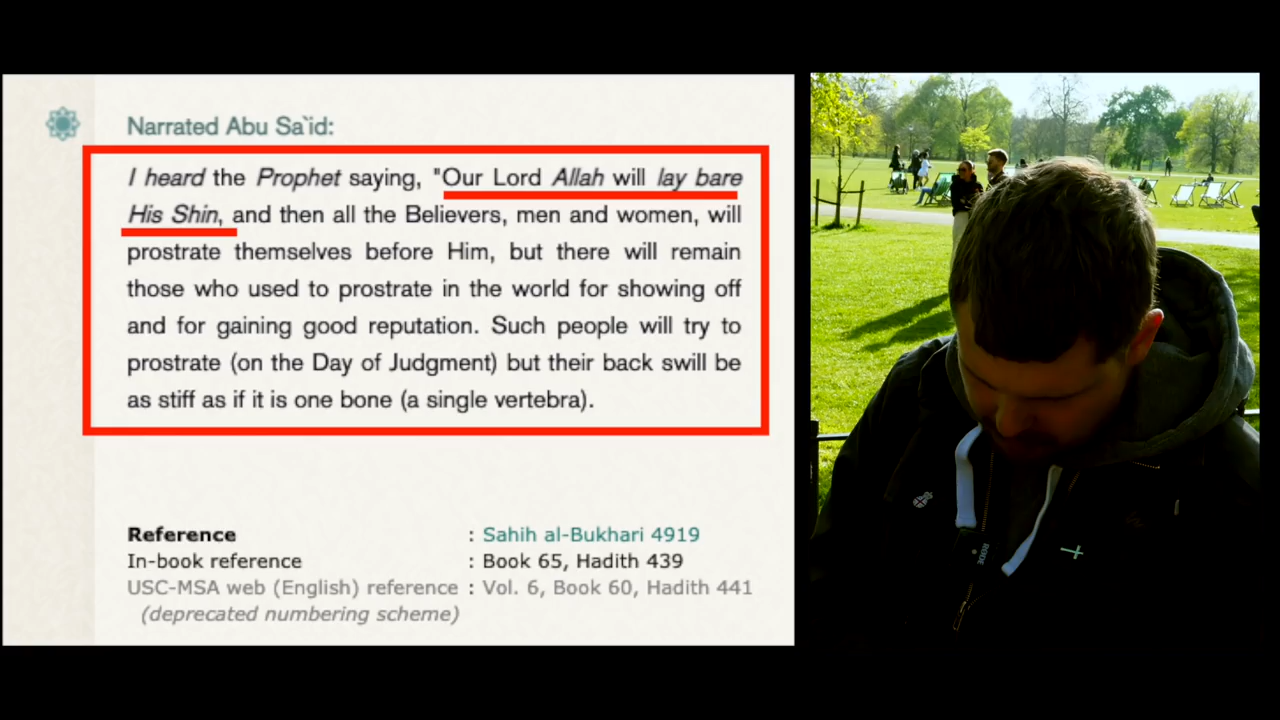 Narrated Abu Sa`id:
I heard the Prophet saying, "Our Lord Allah will lay bare
His Shin, and then all the Believers, men and women, will
prostrate themselves before Him, but there will remain
those who used to prostrate in the world for showing off
and for gaining good reputation. Such people will try to
prostrate (on the Day of Judgment) but their back swill be
as stiff as if it is one bone (a single vertebra).
Reference : Sahih al-Bukhari 4919
In-book reference : Book 65, Hadith 439
USC-MSA web (English) reference : Vol. 6, Book 60, Hadith 441
(deprecated numbering scheme)
RØDE